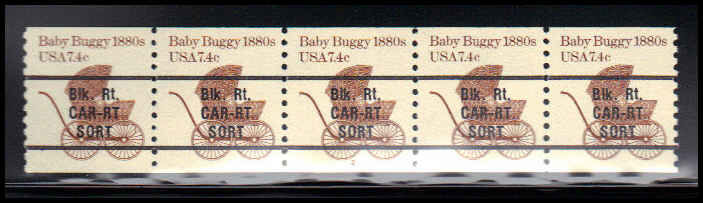 Baby Buggy 1880s Baby Buggy 1880s Baby Buggy 1880s Baby Buggy 1880s Baby Buggy 1880s
USA 7.4c USA 7.4c USA 7.4c USA 7.4c USA 7.4c
Blk. Rt. Blk. Rt. Blk. Rt. Blk. Rt. Blk. Rt.
CAR-RT CAR-RT CAR-RT CAR-RT CAR-RT
SORT SORT SORT SORT SORT
2